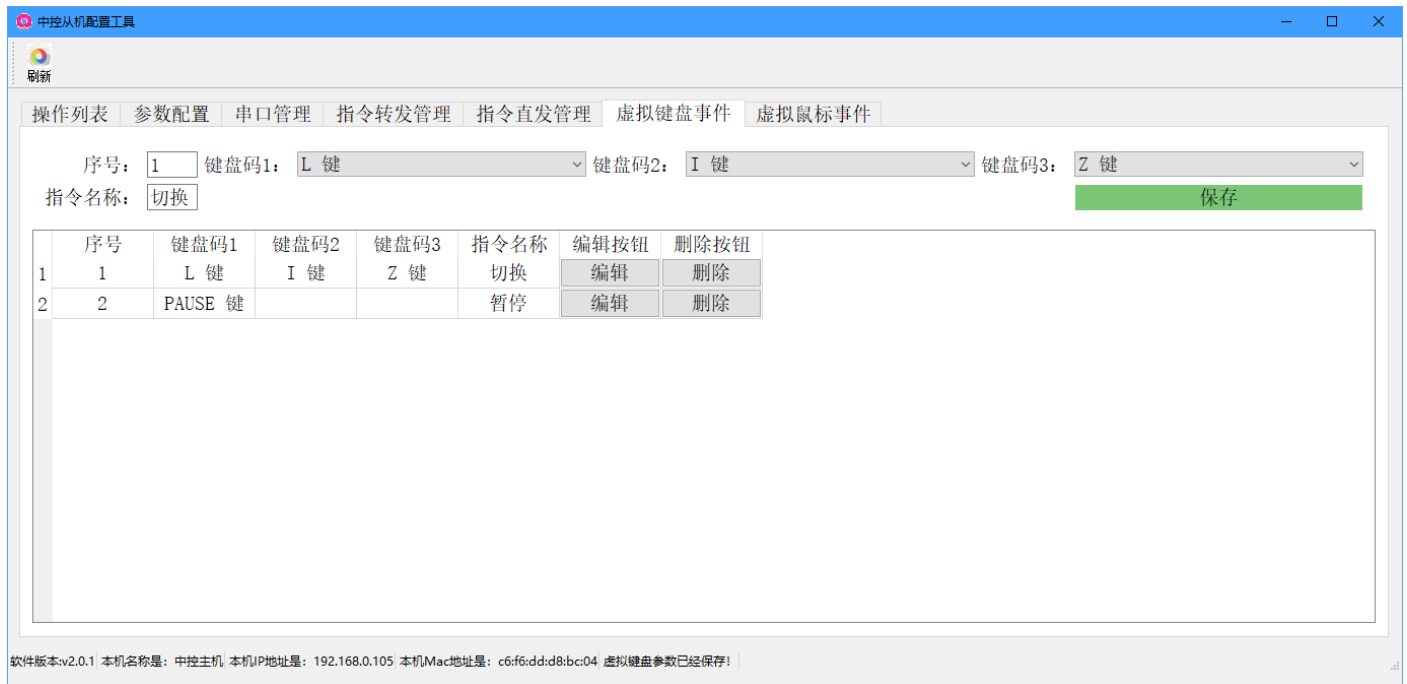 中控从机配置工具
刷新
操作列表 参数配置 串口管理 指令转发管理 指令直发管理 虚拟键盘事件 虚拟鼠标事件
序号: 1 键盘码1: L 键 键盘码2: I 键 键盘码3: Z 键
指令名称: 切换 保存
序号 键盘码1 键盘码2 键盘码3 指令名称 编辑按钮 删除按钮
1 1 L 键 I 键 Z 键 切换 编辑 删除
2 2 PAUSE 键 暂停 编辑 删除
软件版本:v2.0.1 本机名称是：中控主机 本机IP地址是：192.168.0.105 本机Mac地址是：c6:f6:dd:d8:bc:04 虚拟键盘参数已经保存!